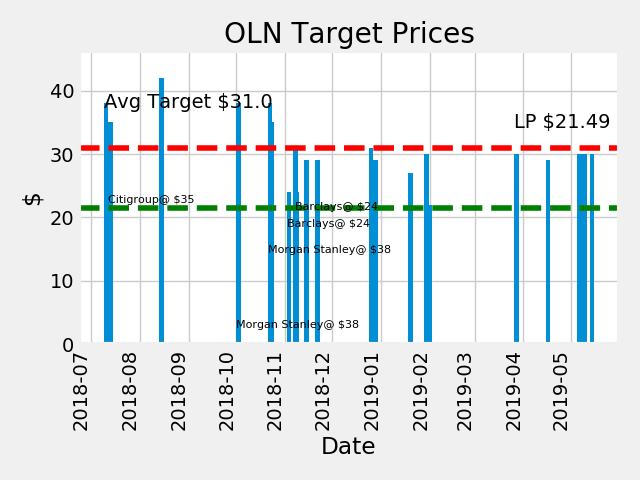 OLN Target Prices
Avg Target $31.0
LP $21.49
Citigroup@ $35
Barclays@ $24
Barclays@ $24
Morgan Stanley@ $38
Morgan Stanley@ $38
$
40
30
20
10
0
2018-07
2018-08
2018-09
2018-10
2018-11
2018-12
2019-01
2019-02
2019-03
2019-04
2019-05
Date